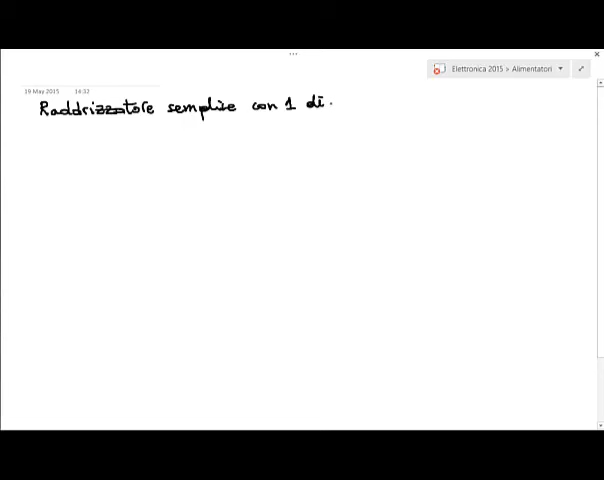 Elettronica 2015 » Alimentatori
19 May 2015 14:32
Raddrizzatore semplice con 1 di